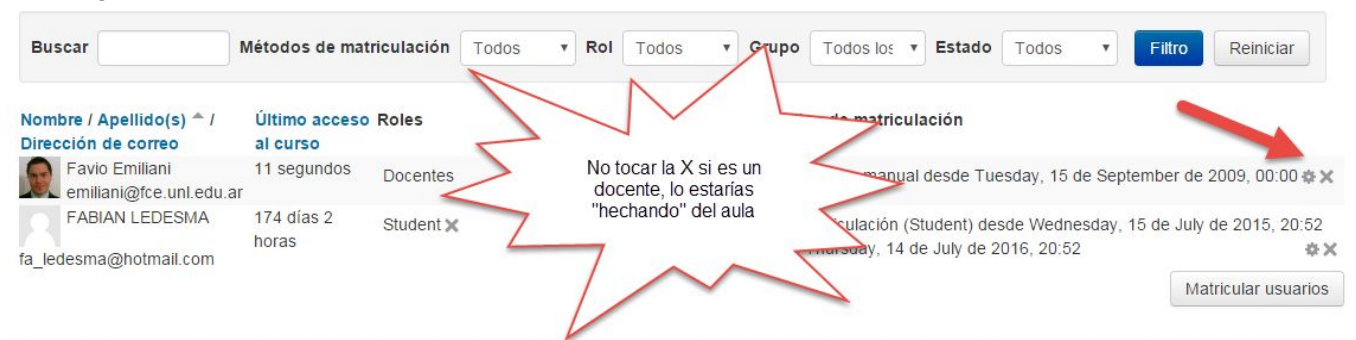 Buscar Métodos de matriculación Todos Rol Todos Grupo Todos los Estado Todos Filtro Reiniciar
Nombre / Apellido(s) / Último acceso Roles de matriculación
Dirección de correo al curso
Favio Emiliani 11 segundos Docentes manual desde Tuesday, 15 de September de 2009, 00:00
emiliani@fce.unl.edu.ar
FABIAN LEDESMA 174 días 2 Student (Student) desde Wednesday, 15 de July de 2015, 20:52
horas Thursday, 14 de July de 2016, 20:52
fa_ledesma@hotmail.com
No tocar la X si es un
docente, lo estarías
"hechando" del aula
Matricular usuarios